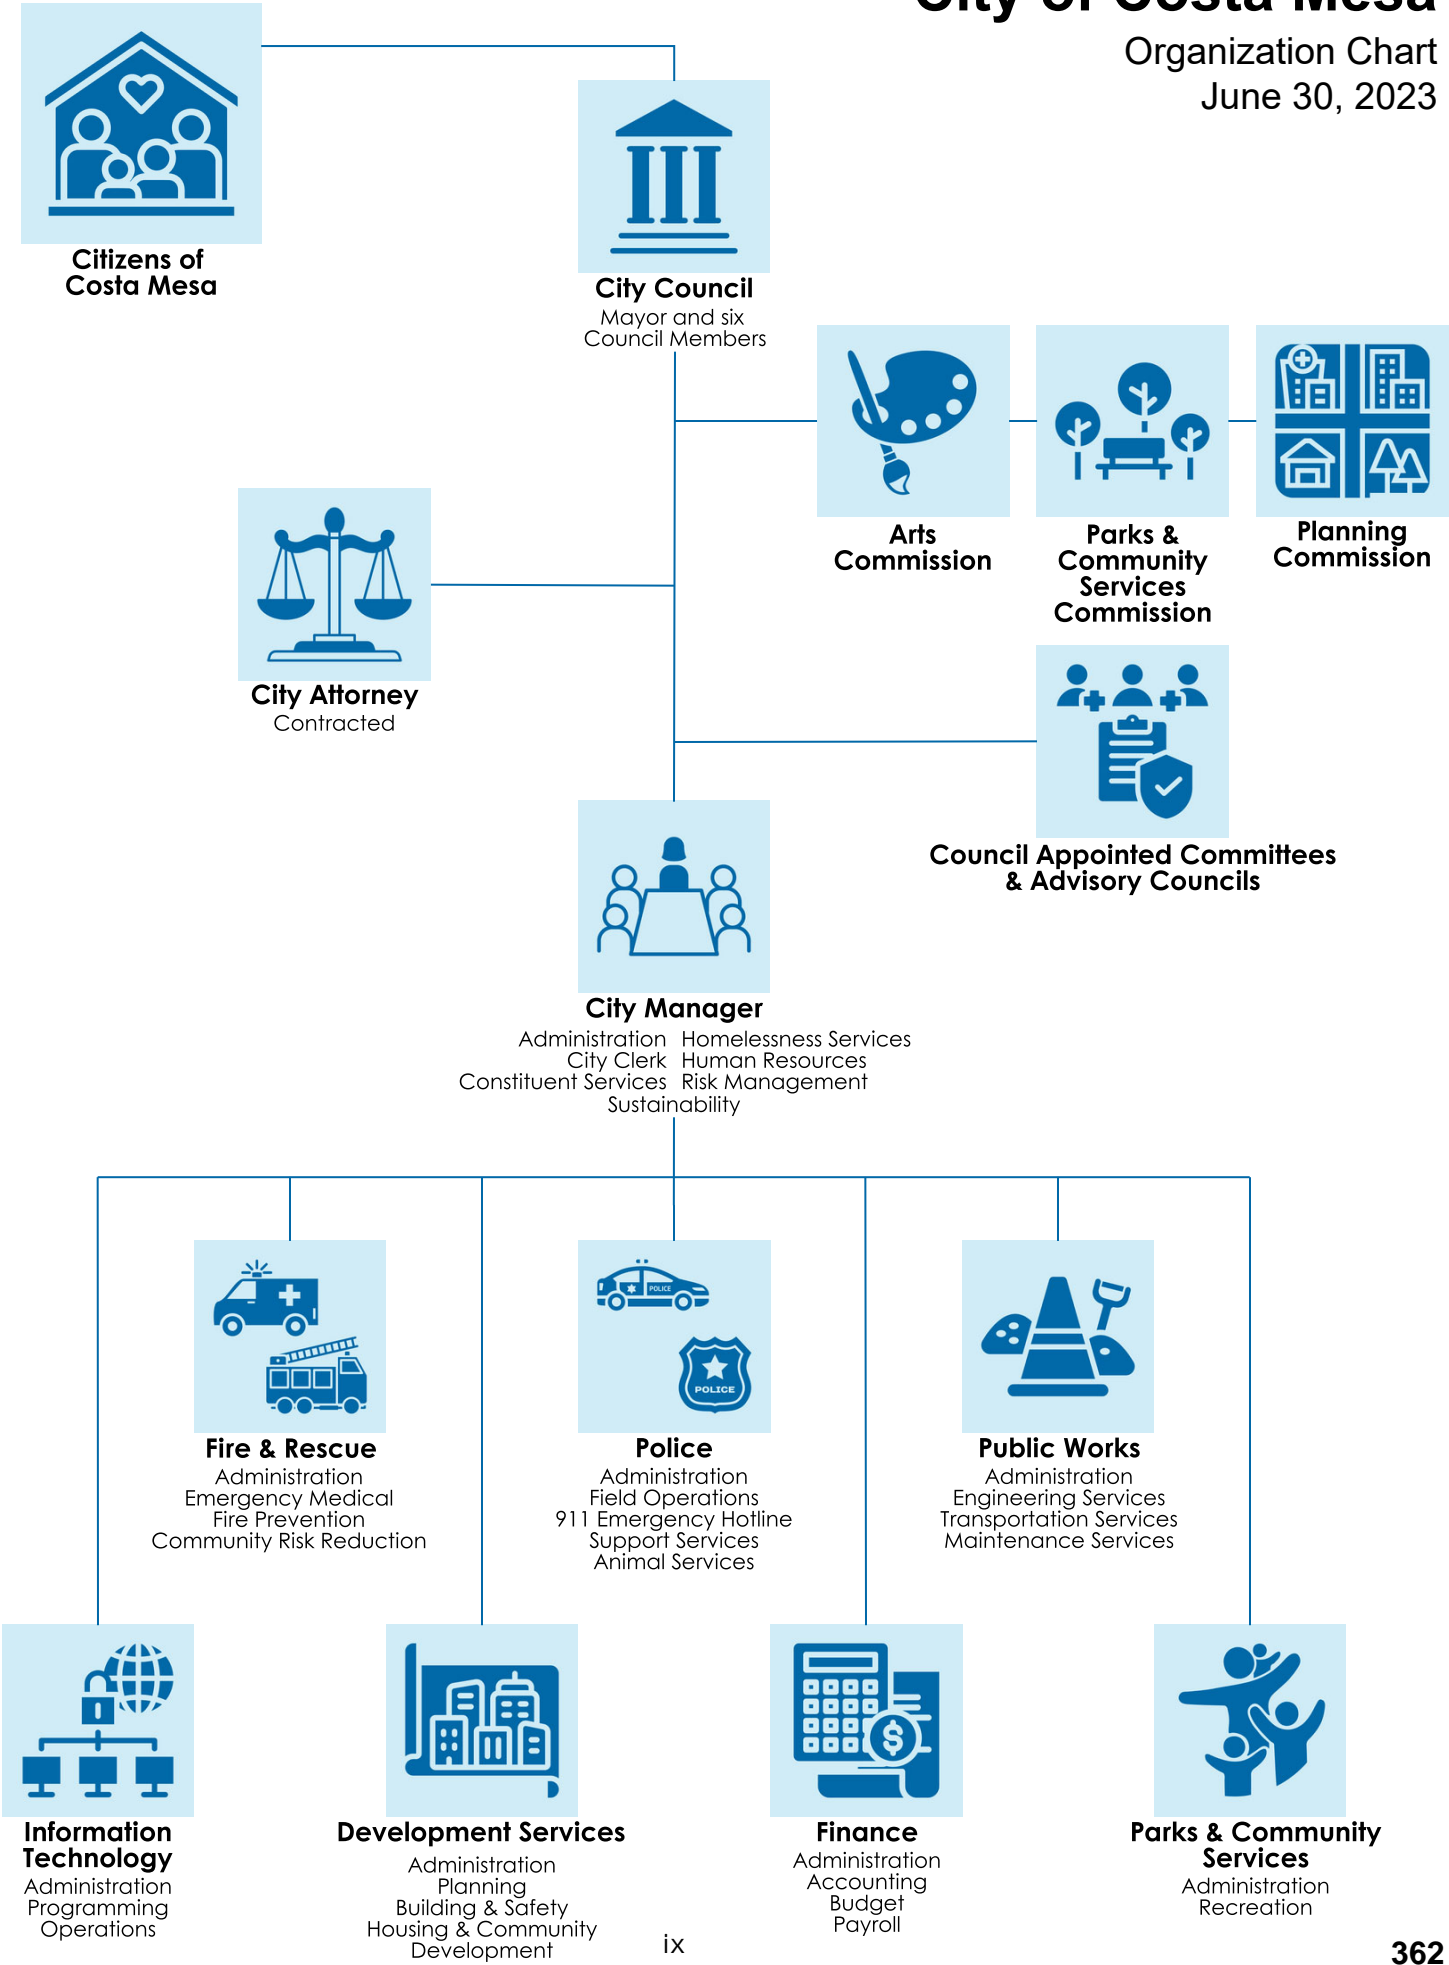 City of Costa Mesa
Organization Chart
June 30, 2023
Citizens of
Costa Mesa
City Council
Mayor and six
Council Members
Arts
Commission
Parks &
Community
Services
Commission
Planning
Commission
City Attorney
Contracted
Council Appointed Committees
& Advisory Councils
City Manager
Administration Homelessness Services
City Clerk Human Resources
Constituent Services Risk Management
Sustainability
Fire & Rescue
Administration
Emergency Medical
Fire Prevention
Community Risk Reduction
POLICE
POLICE
Police
Administration
Field Operations
911 Emergency Hotline
Support Services
Animal Services
Public Works
Administration
Engineering Services
Transportation Services
Maintenance Services
Information
Technology
Administration
Programming
Operations
Development Services
Administration
Planning
Building & Safety
Housing & Community
Development
Finance
Administration
Accounting
Budget
Payroll
Parks & Community
Services
Administration
Recreation
ix
362